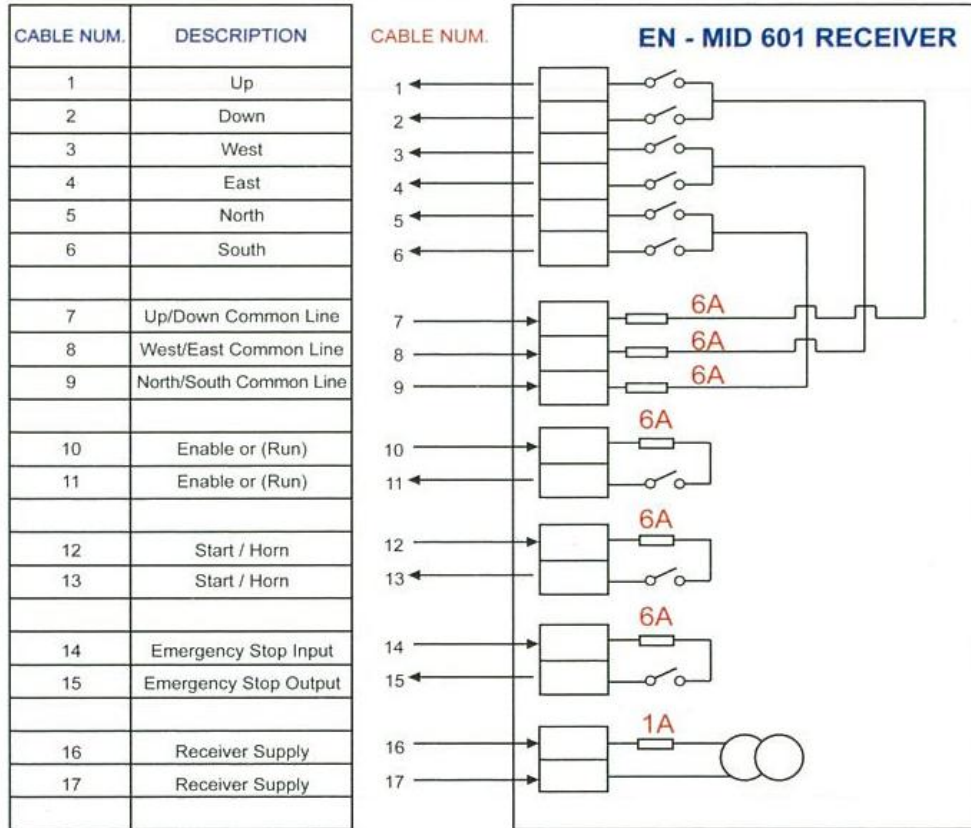 CABLE NUM. DESCRIPTION CABLE NUM. EN - MID 601 RECEIVER
1 Up 1
2 Down 2
3 West 3
4 East 4
5 North 5
6 South 6
7 Up/Down Common Line 7 6A
8 West/East Common Line 8 6A
9 North/South Common Line 9 6A
6A
10 Enable or (Run) 10
11 Enable or (Run) 11
6A
12 Start / Horn 12
13 Start / Horn 13
6A
14 Emergency Stop Input 14
15 Emergency Stop Output 15
1A
16 Receiver Supply 16
17 Receiver Supply 17